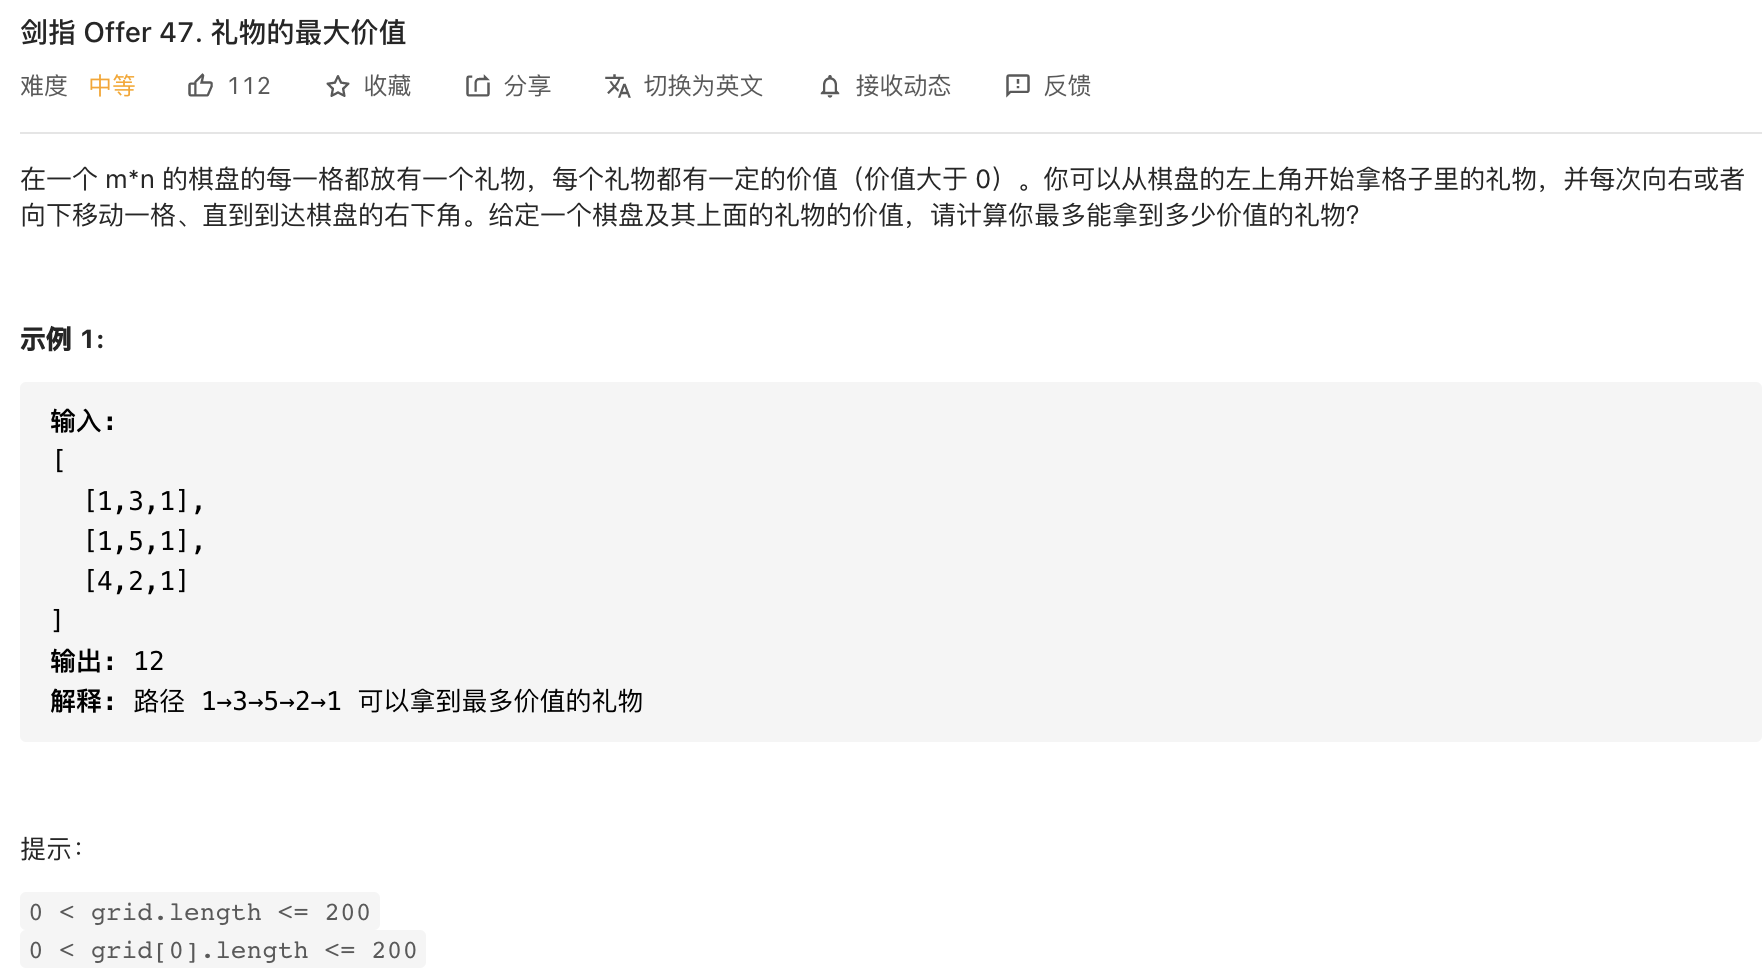 剑指 Offer 47. 礼物的最大价值
难度 中等 112 收藏 分享 切换为英文 接收动态 反馈
在一个 m*n 的棋盘的每一格都放有一个礼物，每个礼物都有一定的价值（价值大于 0）。你可以从棋盘的左上角开始拿格子里的礼物，并每次向右或者
向下移动一格、直到到达棋盘的右下角。给定一个棋盘及其上面的礼物的价值，请计算你最多能拿到多少价值的礼物？
示例 1:
输入:
[
[1,3,1],
[1,5,1],
[4,2,1]
]
输出: 12
解释: 路径 1→3→5→2→1 可以拿到最多价值的礼物
提示：
0 < grid.length <= 200
0 < grid[0].length <= 200